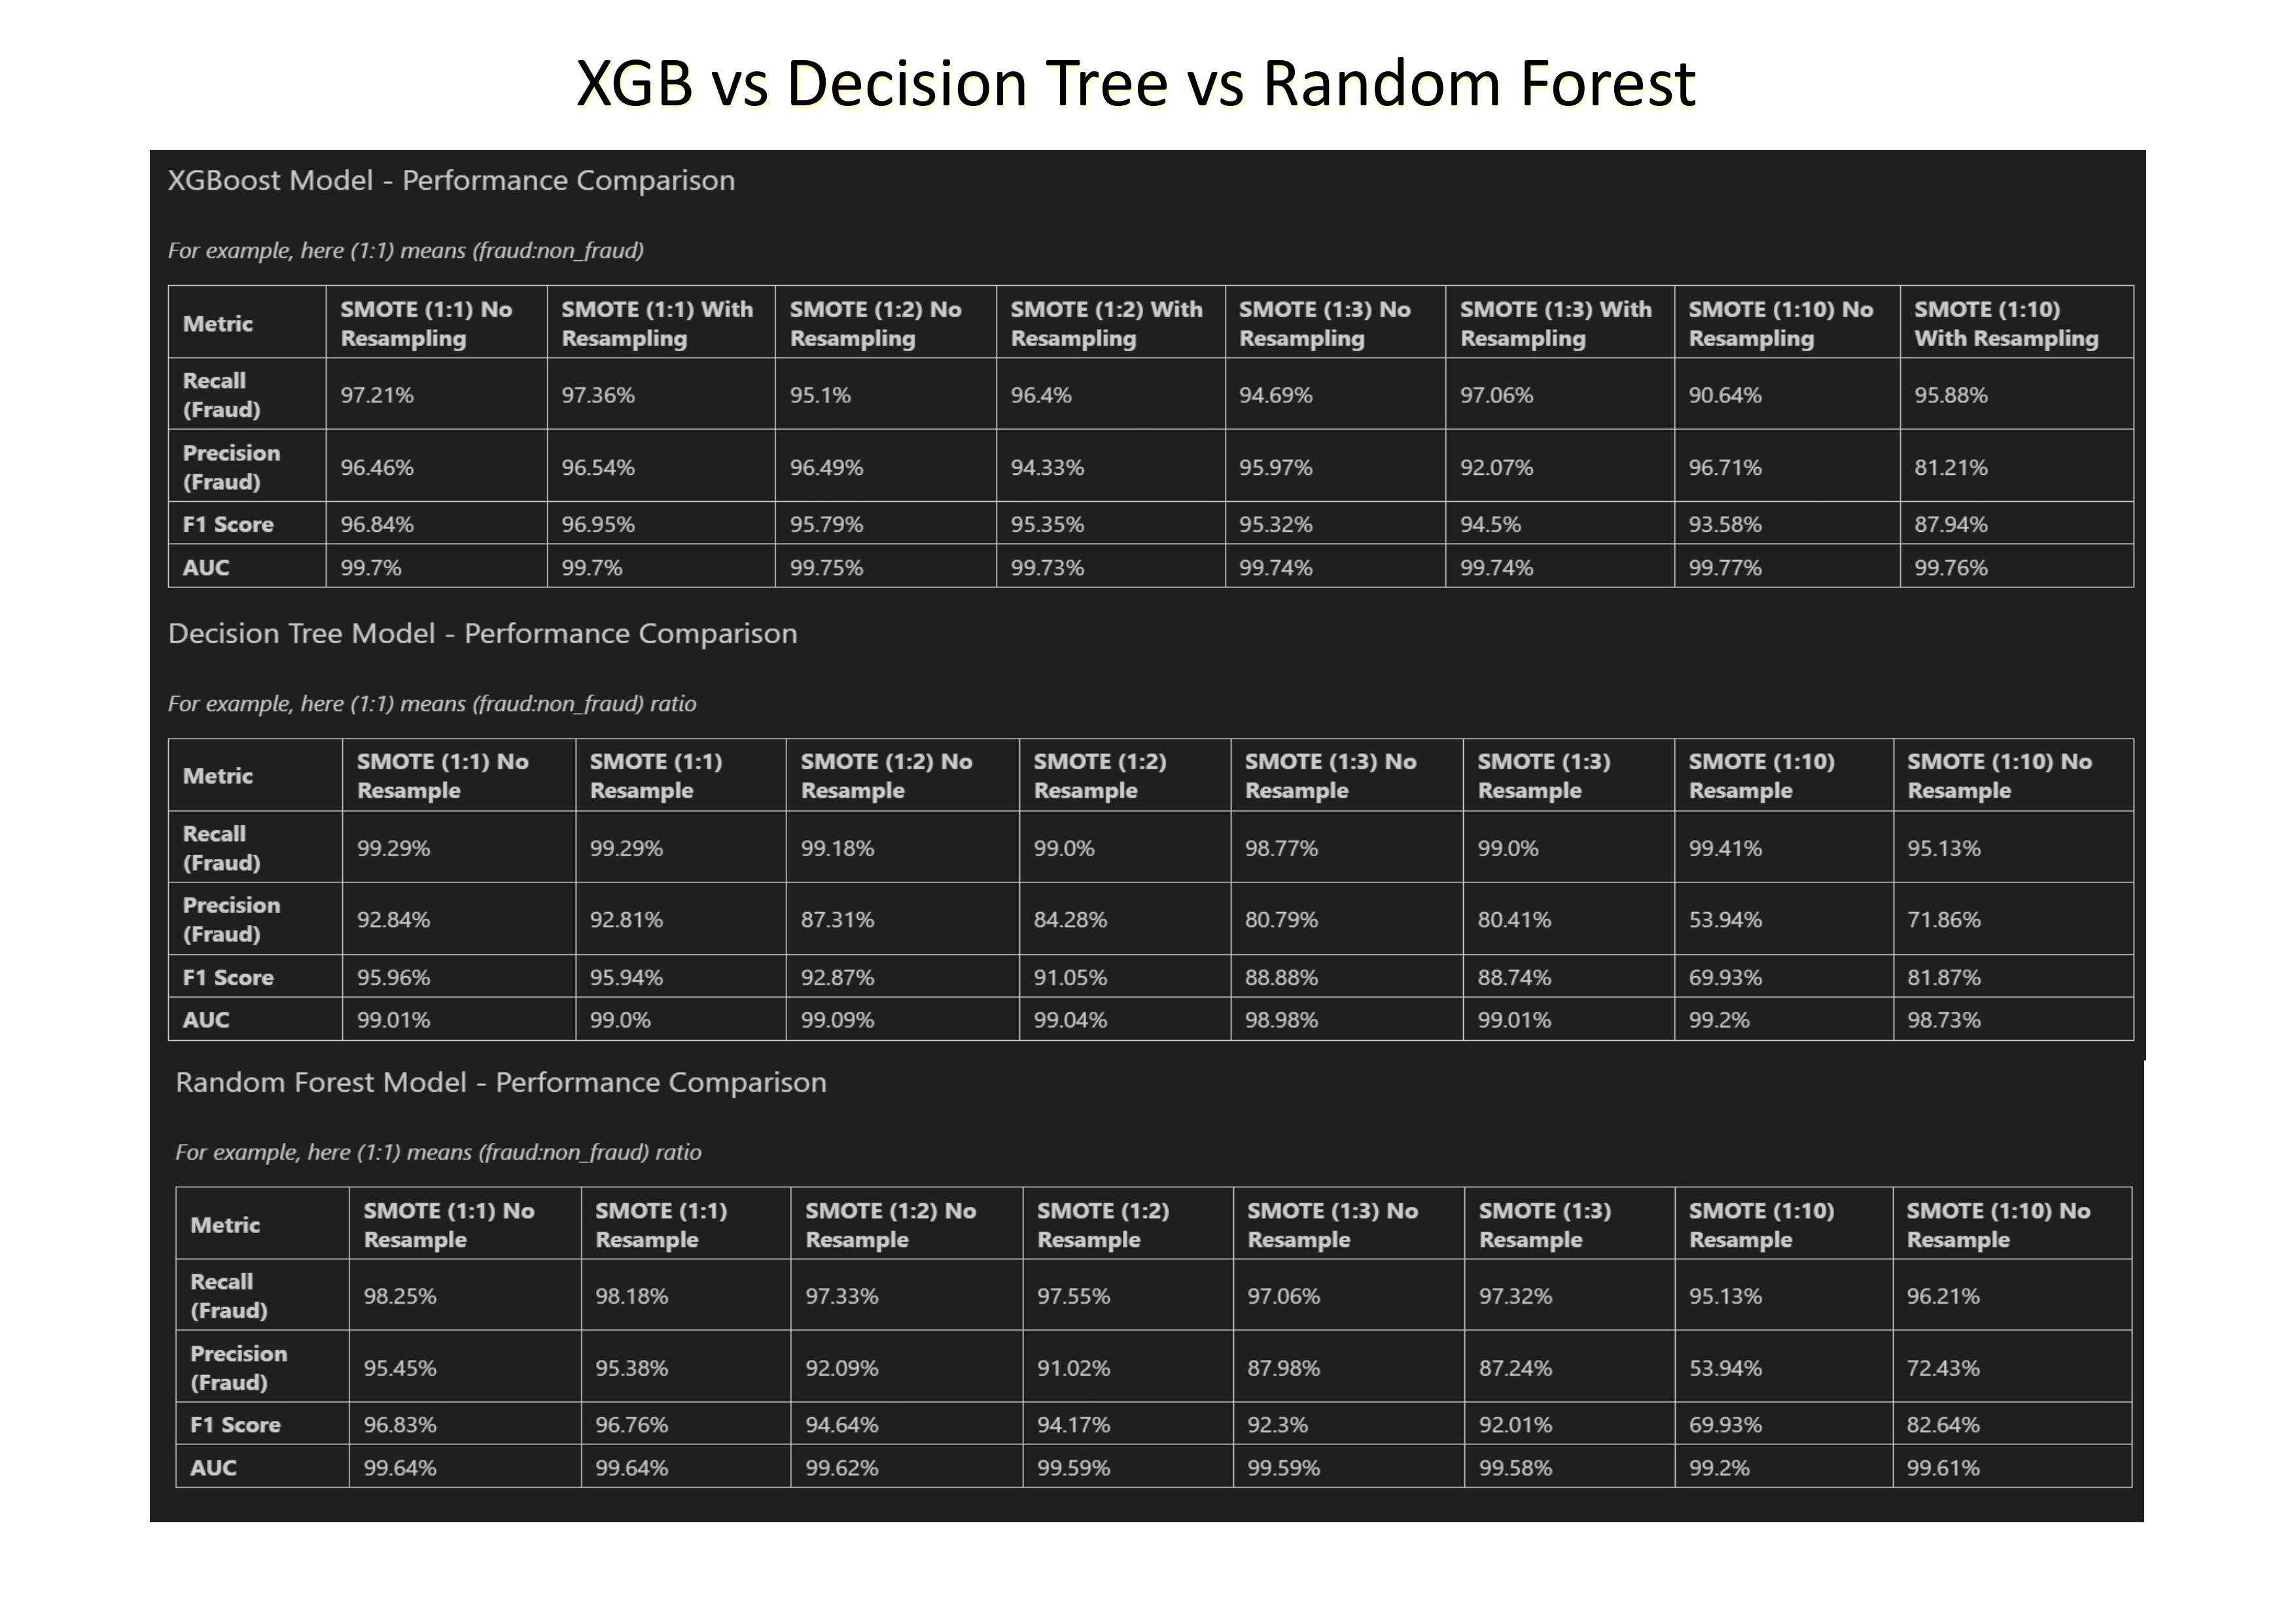 XGB vs Decision Tree vs Random Forest
XGBoost Model - Performance Comparison
For example, here (1:1) means (fraud:non_fraud)
Metric | SMOTE (1:1) No Resampling | SMOTE (1:1) With Resampling | SMOTE (1:2) No Resampling | SMOTE (1:2) With Resampling | SMOTE (1:3) No Resampling | SMOTE (1:3) With Resampling | SMOTE (1:10) No Resampling | SMOTE (1:10) With Resampling
Recall (Fraud) | 97.21% | 97.36% | 95.1% | 96.4% | 94.69% | 97.06% | 90.64% | 95.88%
Precision (Fraud) | 96.46% | 96.54% | 96.49% | 94.33% | 95.97% | 92.07% | 96.71% | 81.21%
F1 Score | 96.84% | 96.95% | 95.79% | 95.35% | 95.32% | 94.5% | 93.58% | 87.94%
AUC | 99.7% | 99.7% | 99.75% | 99.73% | 99.74% | 99.74% | 99.77% | 99.76%
Decision Tree Model - Performance Comparison
For example, here (1:1) means (fraud:non_fraud) ratio
Metric | SMOTE (1:1) No Resample | SMOTE (1:1) Resample | SMOTE (1:2) No Resample | SMOTE (1:2) Resample | SMOTE (1:3) No Resample | SMOTE (1:3) Resample | SMOTE (1:10) Resample | SMOTE (1:10) No Resample
Recall (Fraud) | 99.29% | 99.29% | 99.18% | 99.0% | 98.77% | 99.0% | 99.41% | 95.13%
Precision (Fraud) | 92.84% | 92.81% | 87.31% | 84.28% | 80.79% | 80.41% | 53.94% | 71.86%
F1 Score | 95.96% | 95.94% | 92.87% | 91.05% | 88.88% | 88.74% | 69.93% | 81.87%
AUC | 99.01% | 99.0% | 99.09% | 99.04% | 98.98% | 99.01% | 99.2% | 98.73%
Random Forest Model - Performance Comparison
For example, here (1:1) means (fraud:non_fraud) ratio
Metric | SMOTE (1:1) No Resample | SMOTE (1:1) Resample | SMOTE (1:2) No Resample | SMOTE (1:2) Resample | SMOTE (1:3) No Resample | SMOTE (1:3) Resample | SMOTE (1:10) Resample | SMOTE (1:10) No Resample
Recall (Fraud) | 98.25% | 98.18% | 97.33% | 97.55% | 97.06% | 97.32% | 95.13% | 96.21%
Precision (Fraud) | 95.45% | 95.38% | 92.09% | 91.02% | 87.98% | 87.24% | 53.94% | 72.43%
F1 Score | 96.83% | 96.76% | 94.64% | 94.17% | 92.3% | 92.01% | 69.93% | 82.64%
AUC | 99.64% | 99.64% | 99.62% | 99.59% | 99.59% | 99.58% | 99.2% | 99.61%